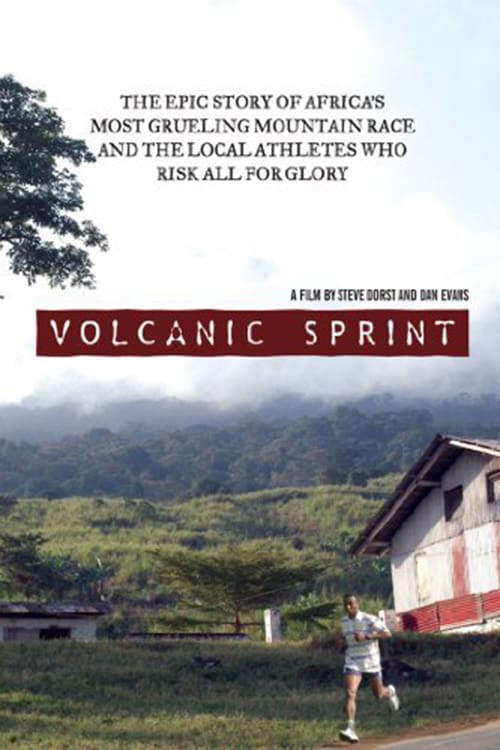 THE EPIC STORY OF AFRICA'S
MOST GRUELING MOUNTAIN RACE
AND THE LOCAL ATHLETES WHO
RISK ALL FOR GLORY
A FILM BY STEVE DORST AND DAN EVANS
VOLCANIC SPRINT